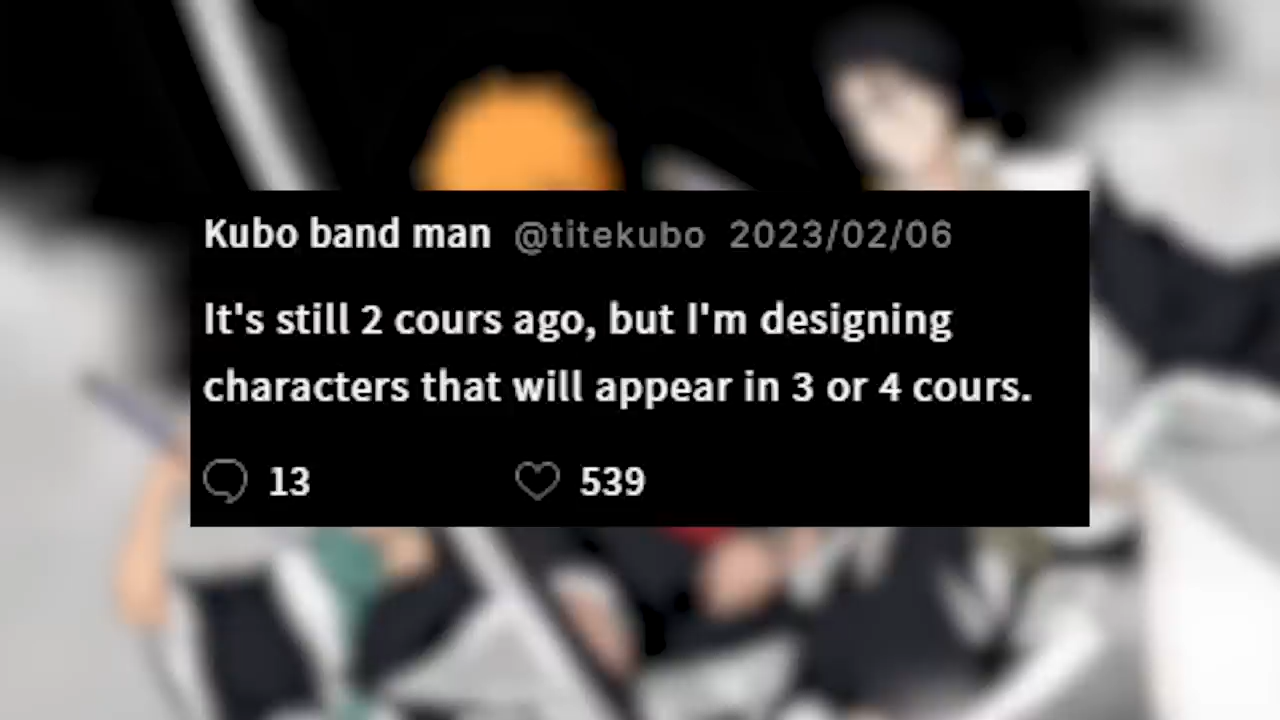 Kubo band man @titekubo 2023/02/06
It's still 2 cours ago, but I'm designing
characters that will appear in 3 or 4 cours.
13 539